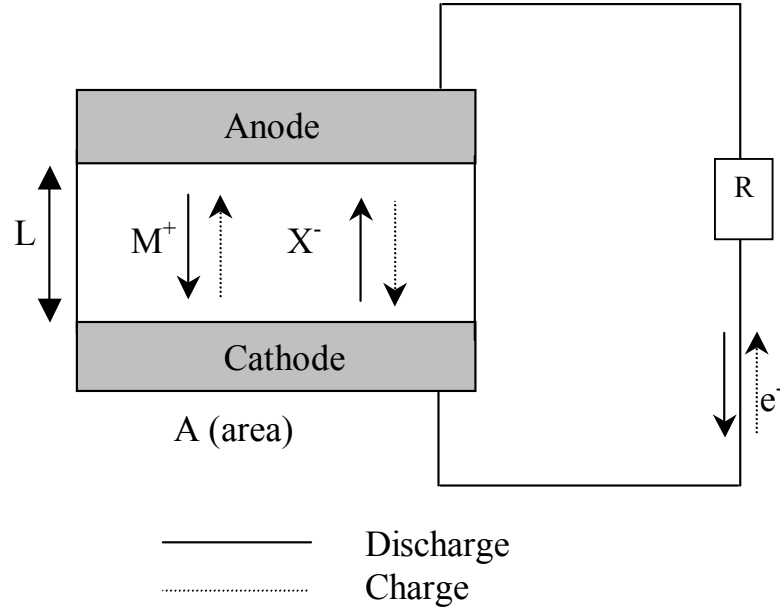 Anode
R
L
M⁺
X⁻
Cathode
e⁻
A (area)
Discharge
Charge